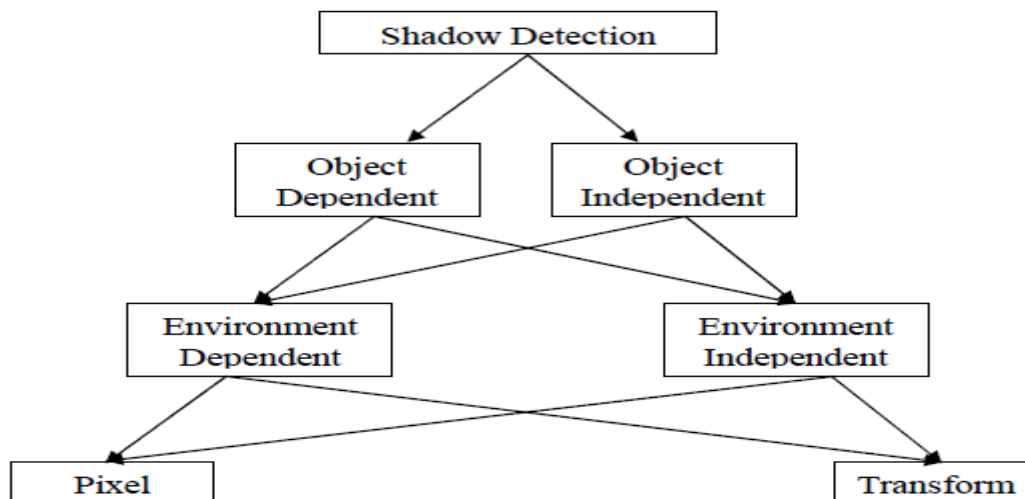 Shadow Detection
Object
Dependent
Object
Independent
Environment
Dependent
Environment
Independent
Pixel
Transform